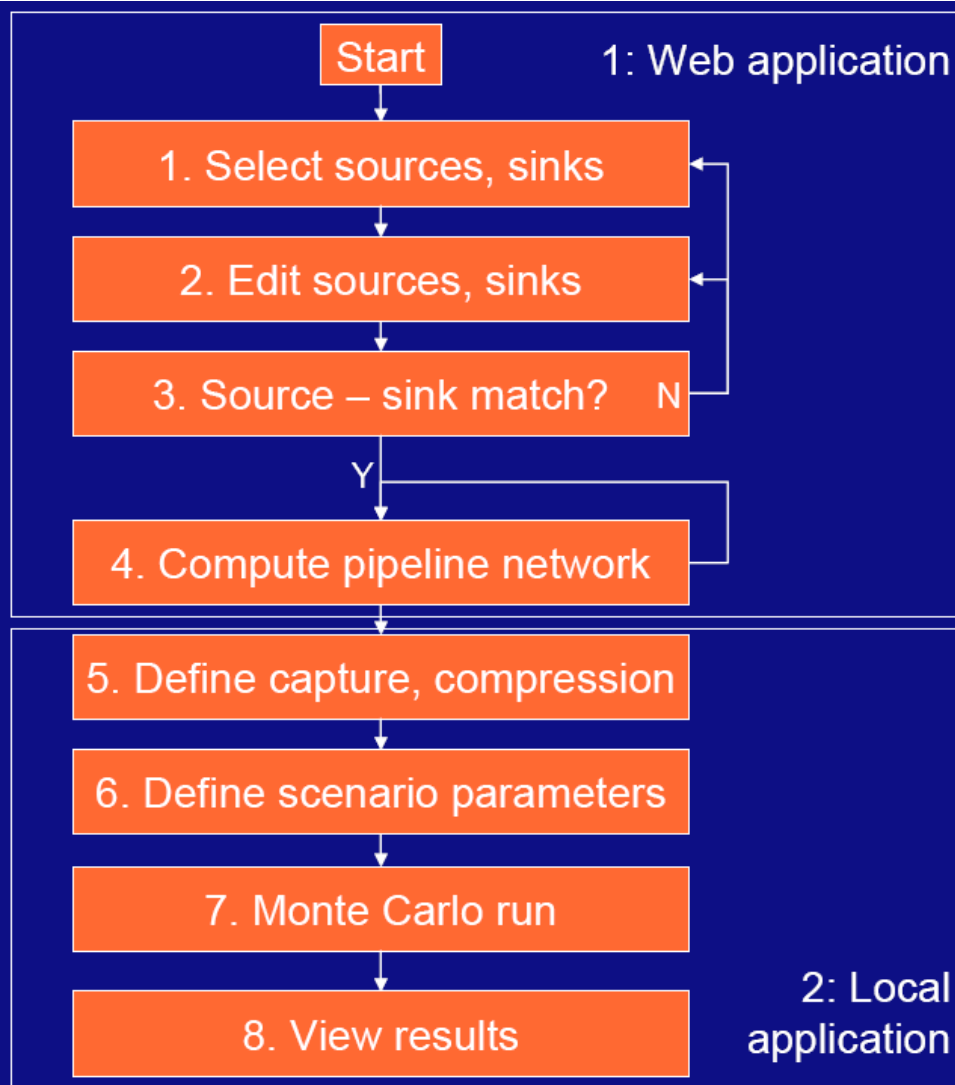 Start
1: Web application
1. Select sources, sinks
2. Edit sources, sinks
3. Source – sink match?
N
Y
4. Compute pipeline network
5. Define capture, compression
6. Define scenario parameters
7. Monte Carlo run
8. View results
2: Local
application